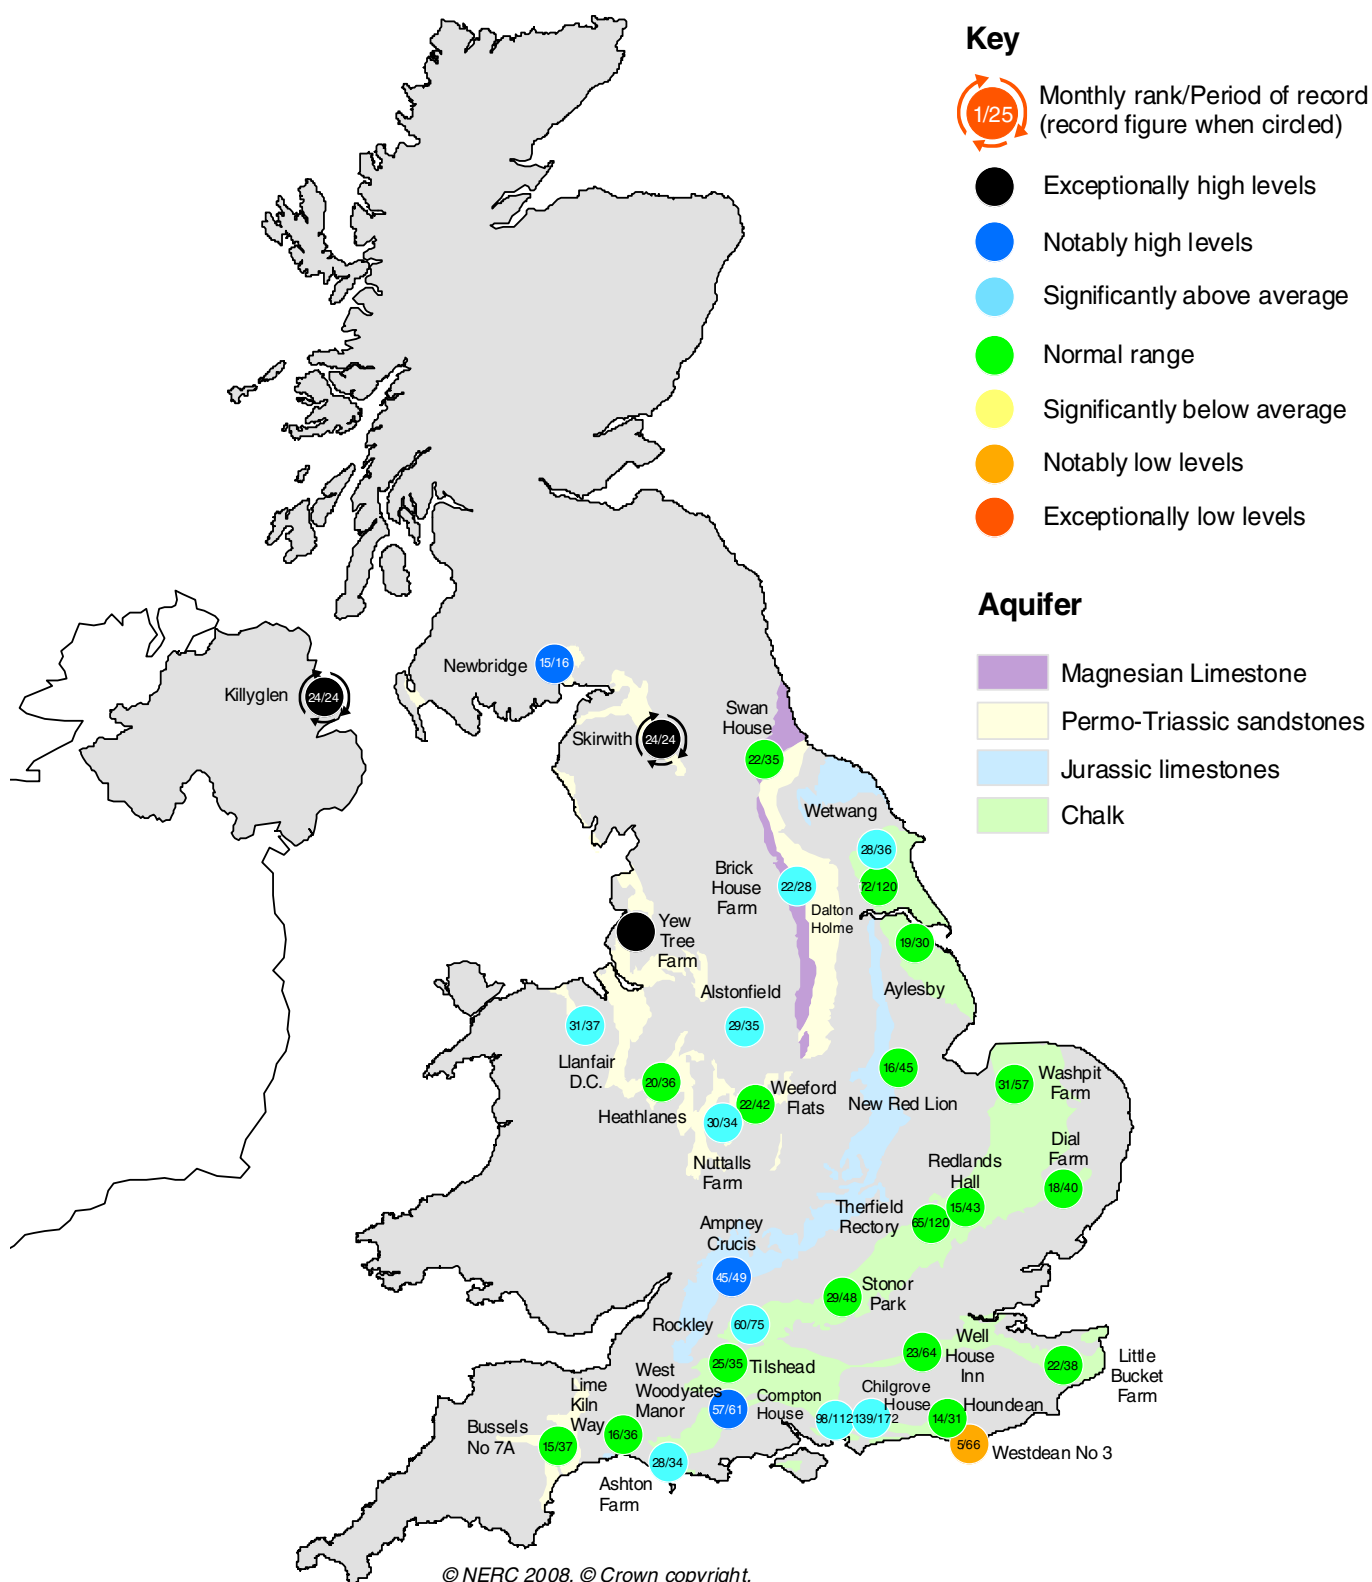 Key
1/25
Monthly rank/Period of record
(record figure when circled)
Exceptionally high levels
Notably high levels
Significantly above average
Normal range
Significantly below average
Notably low levels
Exceptionally low levels
Aquifer
Magnesian Limestone
Permo-Triassic sandstones
Jurassic limestones
Chalk
Newbridge
15/16
Killyglen
24/24
Skirwith
24/24
Swan
House
22/35
Wetwang
28/36
Brick
House
Farm
22/28
72/120
Dalton
Holme
Yew
Tree
Farm
19/30
Aylesby
Alstonfield
29/35
31/37
Llanfair
D.C.
20/36
Heathlanes
16/45
New Red Lion
31/57
Washpit
Farm
22/42
Weeford
Flats
30/34
Nuttalls
Farm
Dial
Farm
18/40
Redlands
Hall
15/43
Therfield
Rectory
65/120
Ampney
Crucis
45/49
29/48
Stonor
Park
Rockley
60/75
25/35
Tilshead
23/64
Well
House
Inn
22/38
Little
Bucket
Farm
West
Woodyates
Manor
57/61
Compton
House
98/112
Chilgrove
House
139/172
Houndean
14/31
5/66
Westdean No 3
Lime
Kiln
Way
16/36
Bussels
No 7A
15/37
28/34
Ashton
Farm
© NERC 2008. © Crown copyright.